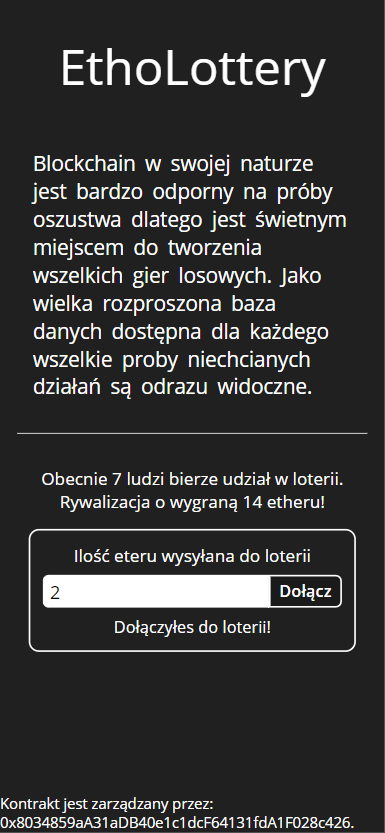 EthoLottery
Blockchain w swojej naturze
jest bardzo odporny na próby
oszustwa dlatego jest świetnym
miejscem do tworzenia
wszelkich gier losowych. Jako
wielka rozproszona baza
danych dostępna dla każdego
wszelkie proby niechcianych
działań są odrazu widoczne.
Obecnie 7 ludzi bierze udział w loterii.
Rywalizacja o wygraną 14 etheru!
Ilość eteru wysyłana do loterii
2 Dołącz
Dołączyłes do loterii!
Kontrakt jest zarządzany przez:
0x8034859aA31aDB40e1c1dcF64131fdA1F028c426.